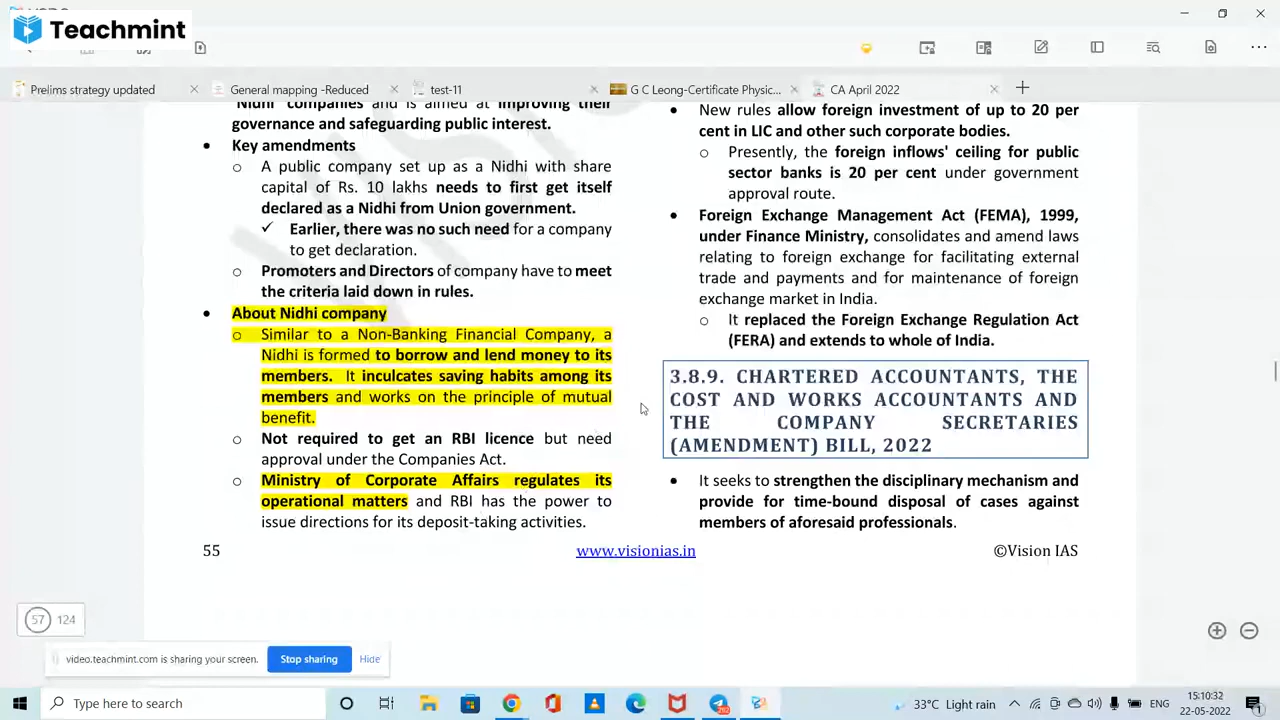 Teachmint
Prelims strategy updated
General mapping -Reduced
test-11
G C Leong-Certificate Physic...
CA April 2022
'Nidhi' companies and is aimed at improving their
governance and safeguarding public interest.
• Key amendments
o A public company set up as a Nidhi with share
capital of Rs. 10 lakhs needs to first get itself
declared as a Nidhi from Union government.
✓ Earlier, there was no such need for a company
to get declaration.
o Promoters and Directors of company have to meet
the criteria laid down in rules.
• About Nidhi company
o Similar to a Non-Banking Financial Company, a
Nidhi is formed to borrow and lend money to its
members. It inculcates saving habits among its
members and works on the principle of mutual
benefit.
o Not required to get an RBI licence but need
approval under the Companies Act.
o Ministry of Corporate Affairs regulates its
operational matters and RBI has the power to
issue directions for its deposit-taking activities.
• New rules allow foreign investment of up to 20 per
cent in LIC and other such corporate bodies.
o Presently, the foreign inflows' ceiling for public
sector banks is 20 per cent under government
approval route.
• Foreign Exchange Management Act (FEMA), 1999,
under Finance Ministry, consolidates and amend laws
relating to foreign exchange for facilitating external
trade and payments and for maintenance of foreign
exchange market in India.
o It replaced the Foreign Exchange Regulation Act
(FERA) and extends to whole of India.
3.8.9. CHARTERED ACCOUNTANTS, THE
COST AND WORKS ACCOUNTANTS AND
THE COMPANY SECRETARIES
(AMENDMENT) BILL, 2022
• It seeks to strengthen the disciplinary mechanism and
provide for time-bound disposal of cases against
members of aforesaid professionals.
55 www.visionias.in ©Vision IAS
57 124
video.teachmint.com is sharing your screen. Stop sharing Hide
Type here to search
33°C Light rain
ENG
15:10:32
22-05-2022